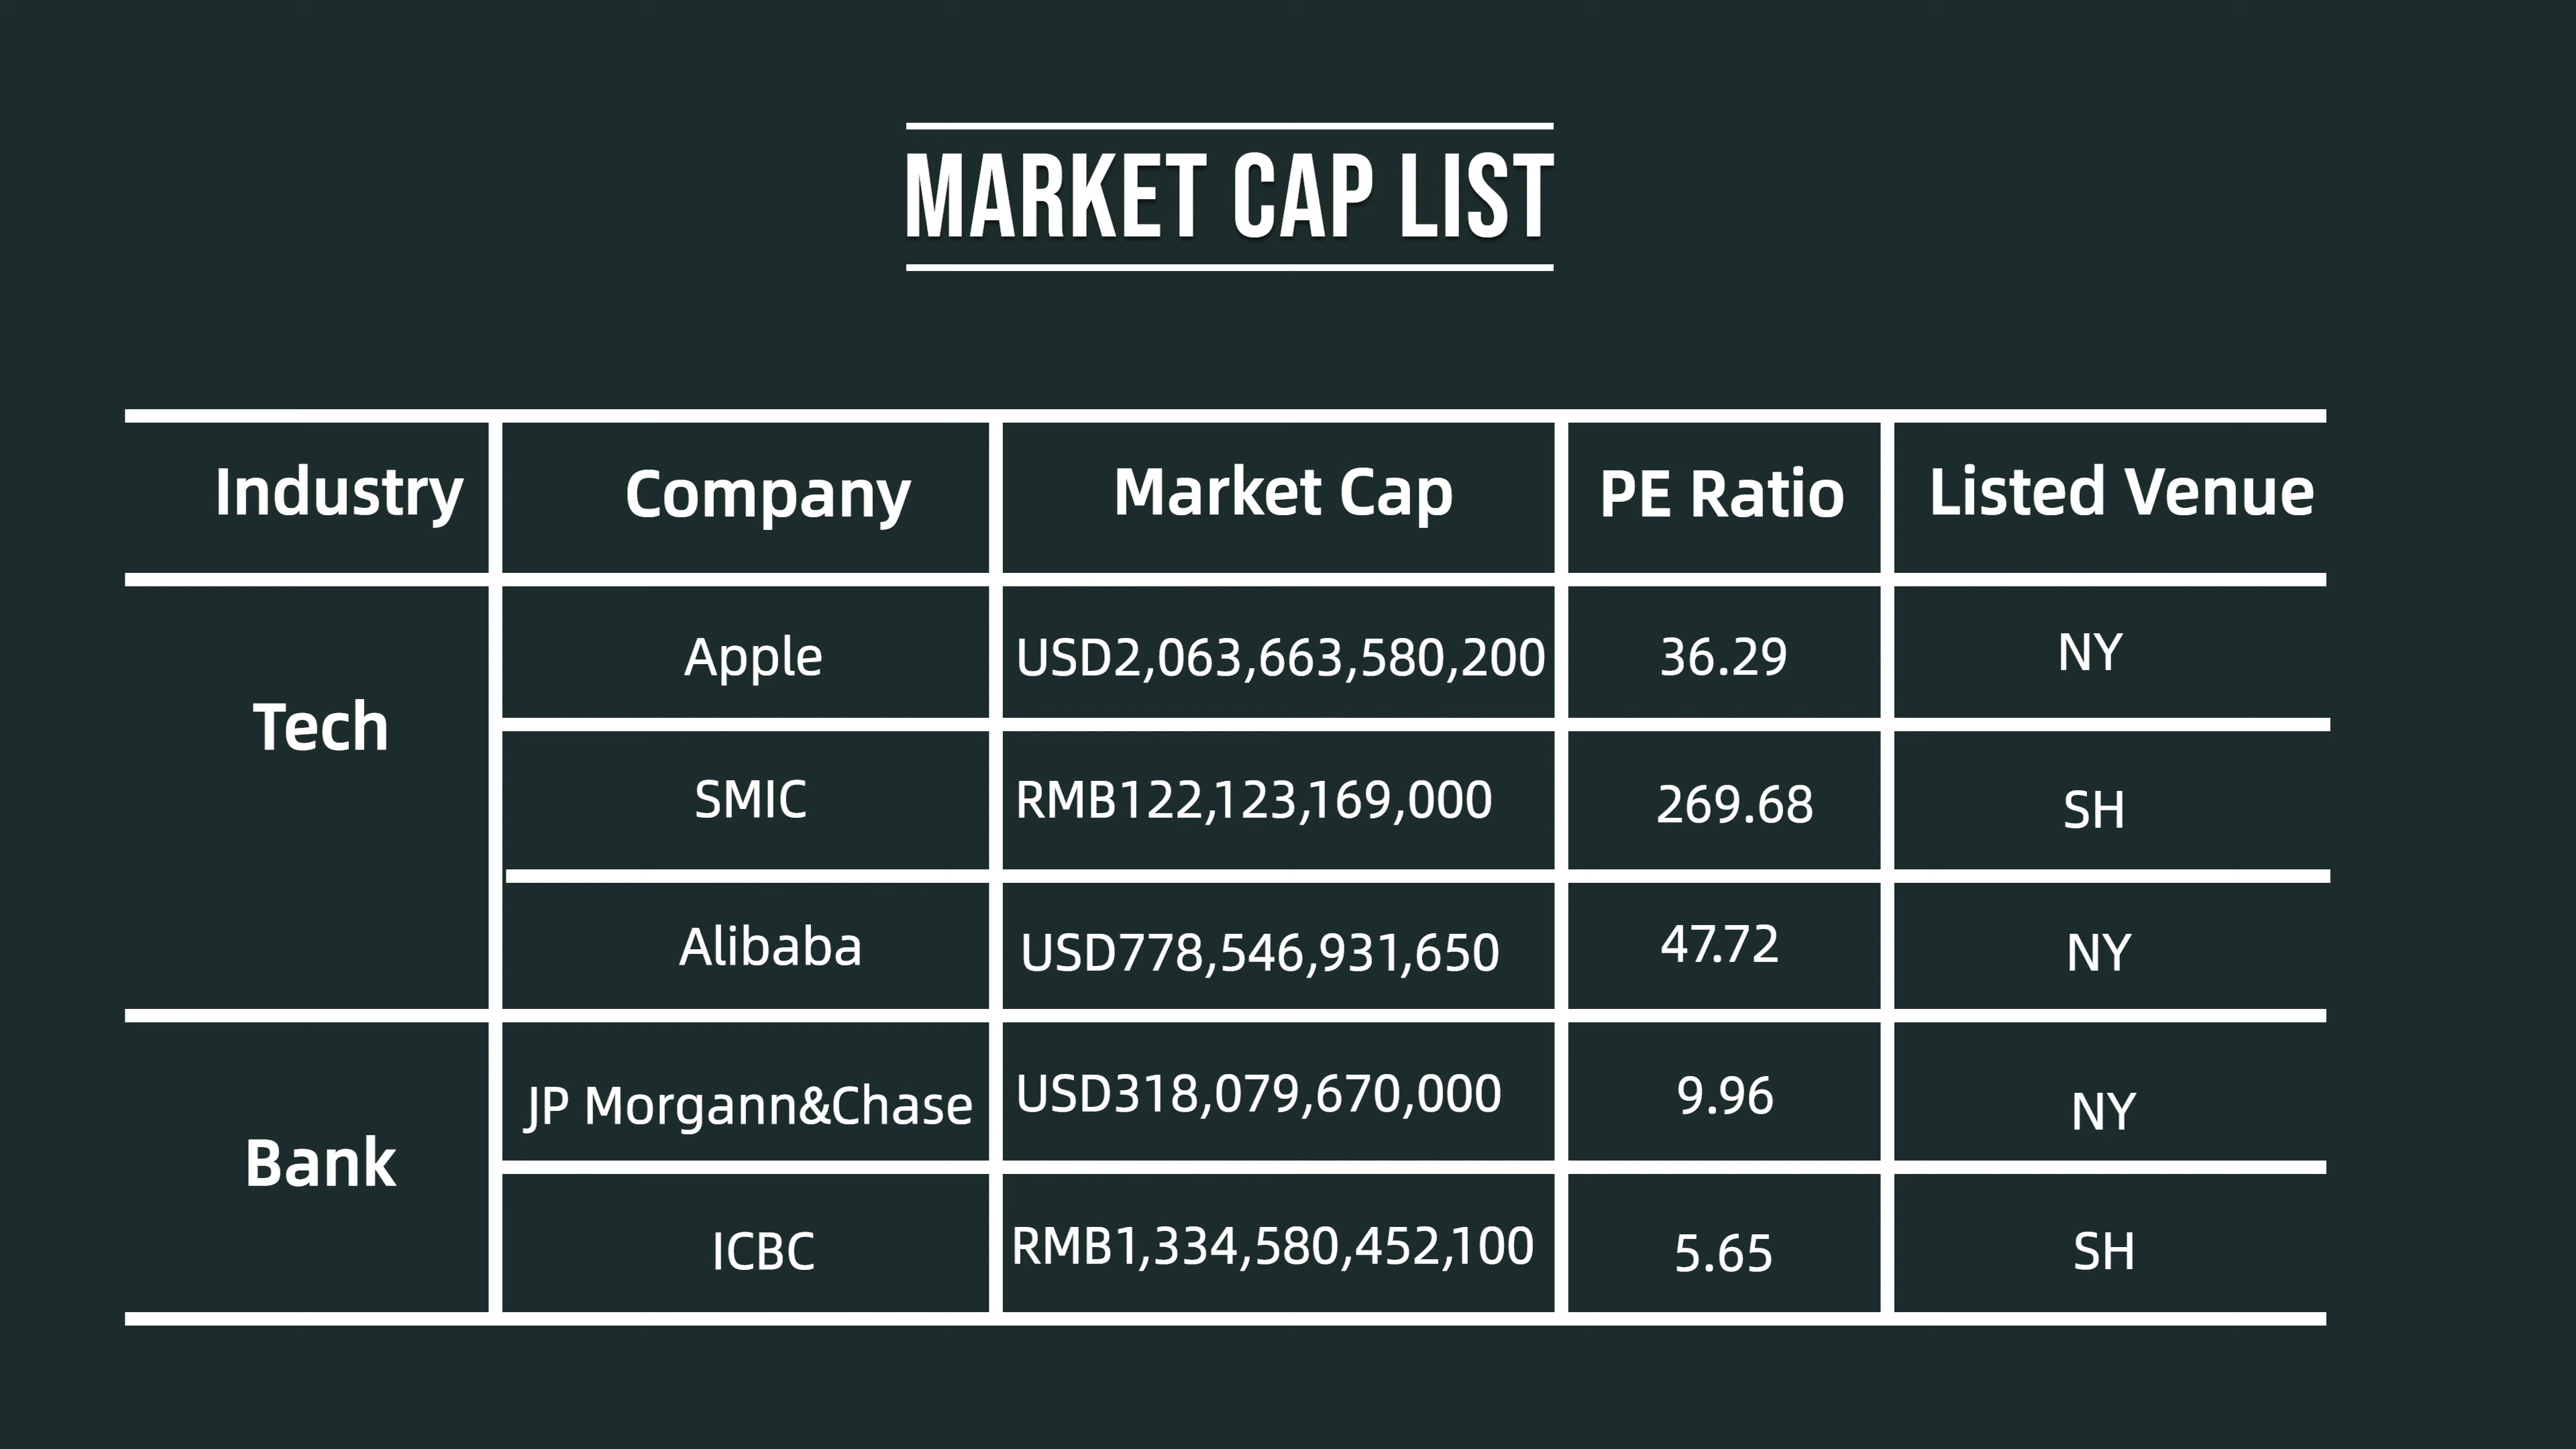 MARKET CAP LIST
Industry Company Market Cap PE Ratio Listed Venue
Tech
Apple USD2,063,663,580,200 36.29 NY
SMIC RMB122,123,169,000 269.68 SH
Alibaba USD778,546,931,650 47.72 NY
Bank
JP Morgann&Chase USD318,079,670,000 9.96 NY
ICBC RMB1,334,580,452,100 5.65 SH